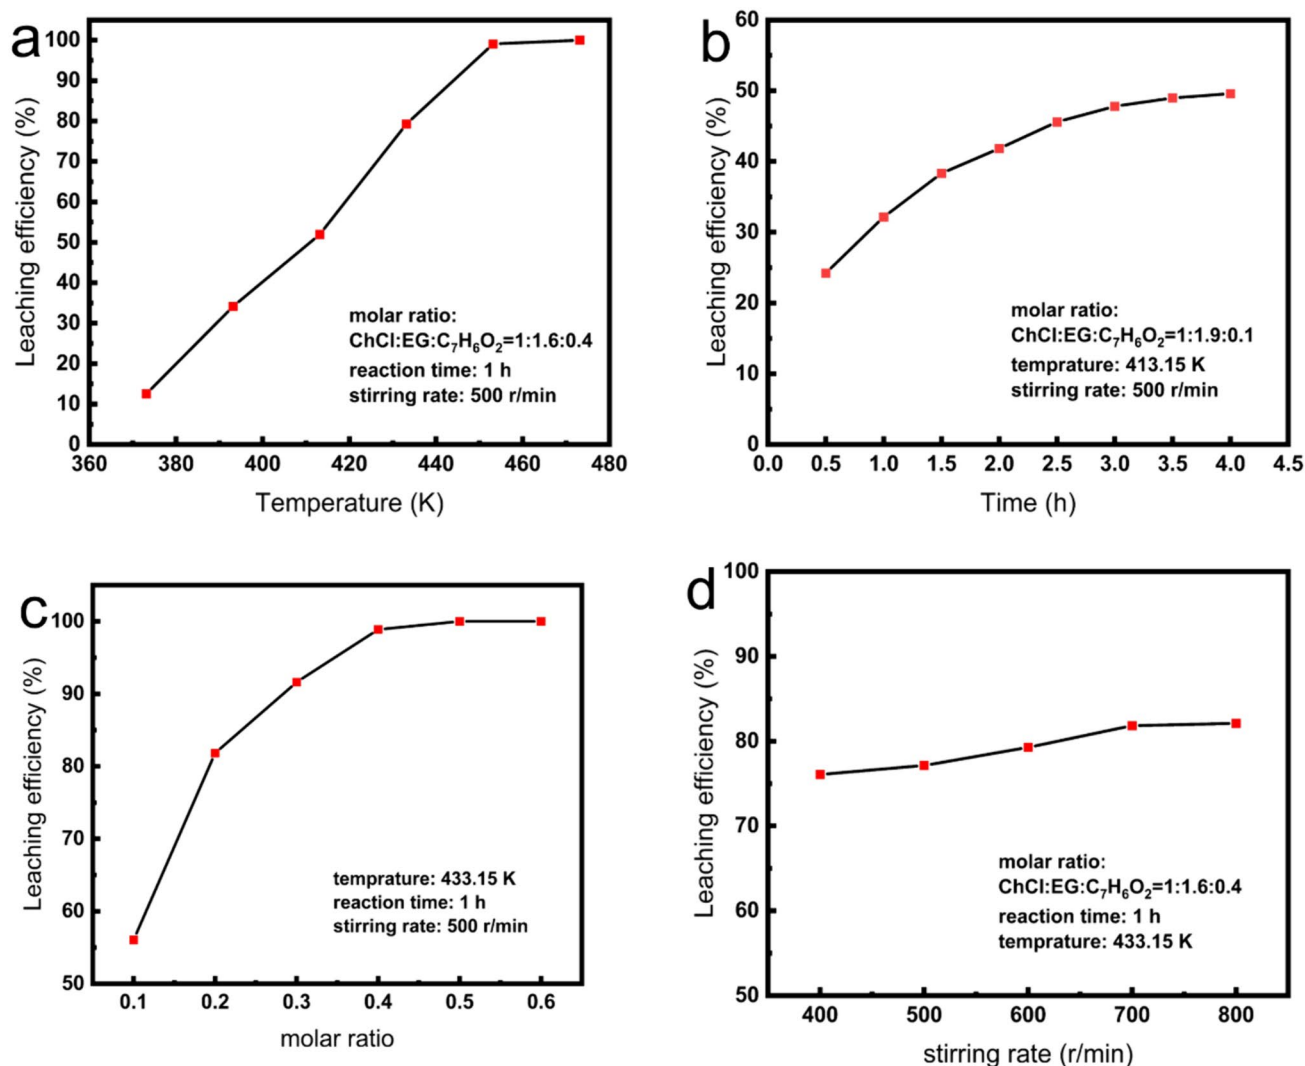 a
100
90
80
70
60
50
40
30
20
10
0
360 380 400 420 440 460 480
Leaching efficiency (%)
Temperature (K)
molar ratio:
ChCl:EG:C₇H₆O₂=1:1.6:0.4
reaction time: 1 h
stirring rate: 500 r/min
b
60
50
40
30
20
10
0
0.0 0.5 1.0 1.5 2.0 2.5 3.0 3.5 4.0 4.5
Leaching efficiency (%)
Time (h)
molar ratio:
ChCl:EG:C₇H₆O₂=1:1.9:0.1
temprature: 413.15 K
stirring rate: 500 r/min
c
100
90
80
70
60
50
0.1 0.2 0.3 0.4 0.5 0.6
Leaching efficiency (%)
molar ratio
temprature: 433.15 K
reaction time: 1 h
stirring rate: 500 r/min
d
100
90
80
70
60
50
400 500 600 700 800
Leaching efficiency (%)
stirring rate (r/min)
molar ratio:
ChCl:EG:C₇H₆O₂=1:1.6:0.4
reaction time: 1 h
temprature: 433.15 K